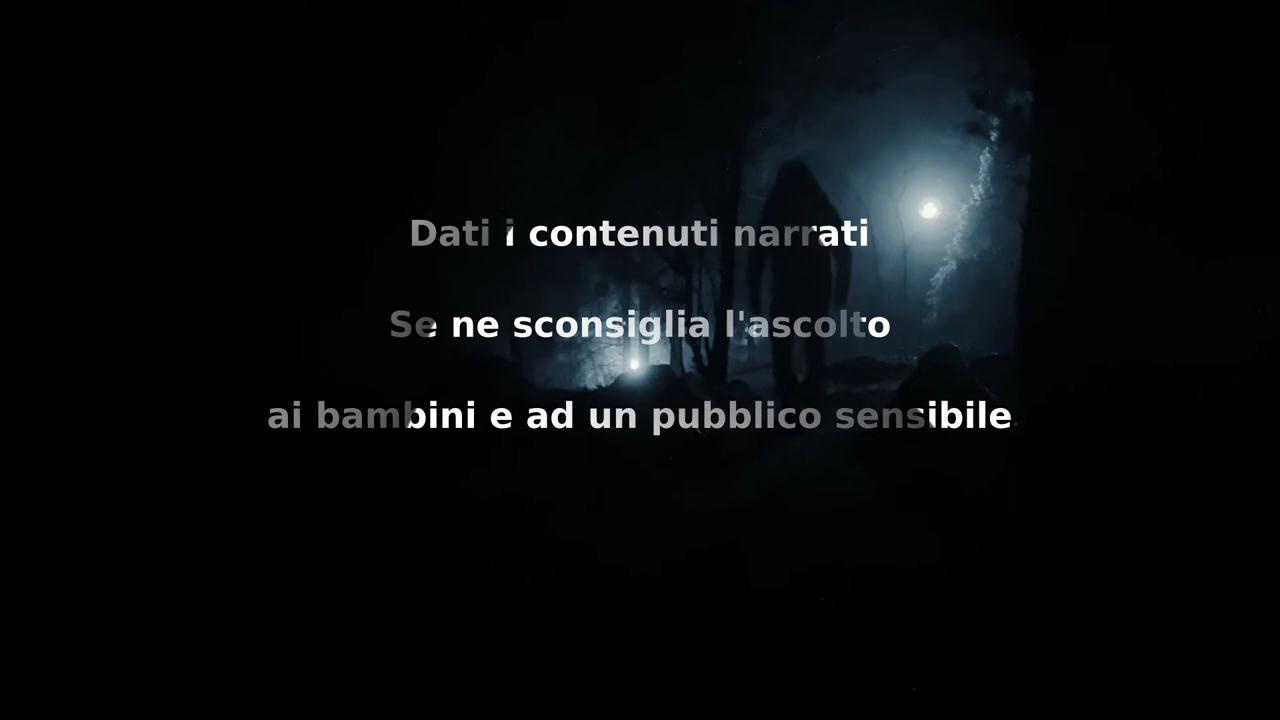 Dati i contenuti narrati
Se ne sconsiglia l'ascolto
ai bambini e ad un pubblico sensibile